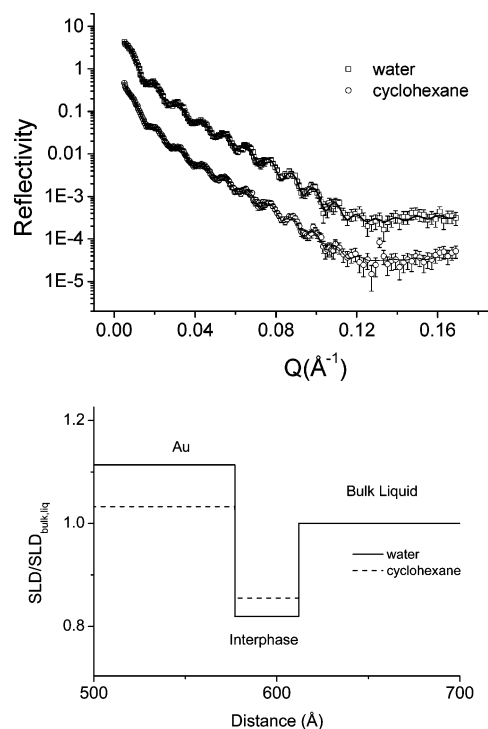 10
1
0.1
0.01
1E-3
1E-4
1E-5
Reflectivity
water
cyclohexane
0.00 0.04 0.08 0.12 0.16
Q(Å⁻¹)
1.2
1.0
0.8
SLD/SLD_bulk,liq
Au
Bulk Liquid
water
cyclohexane
Interphase
500 600 700
Distance (Å)